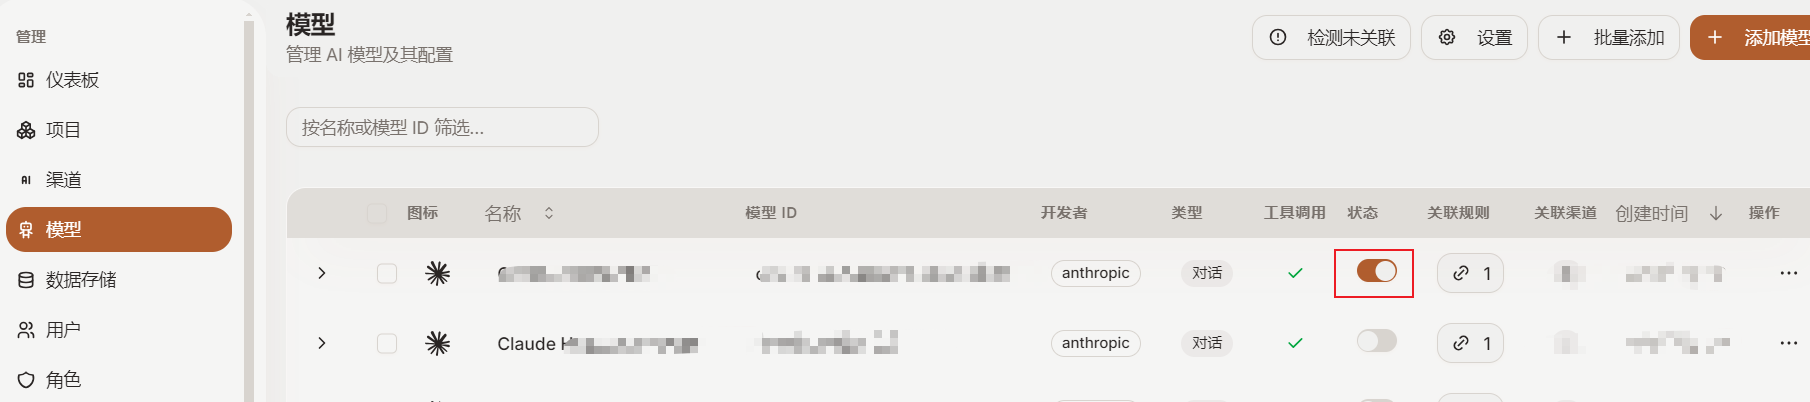 管理
仪表板
项目
AI 渠道
模型
数据存储
用户
角色
模型
管理 AI 模型及其配置
检测未关联
设置
批量添加
添加模型
按名称或模型 ID 筛选...
图标 名称 模型 ID 开发者 类型 工具调用 状态 关联规则 关联渠道 创建时间 操作
anthropic 对话 1
Claude anthropic 对话 1